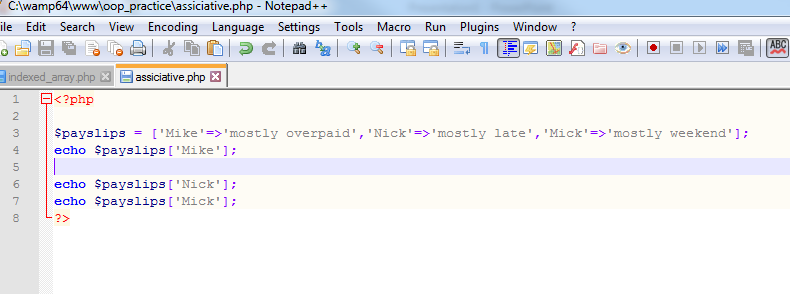 C:\wamp64\www\oop_practice\assiciative.php - Notepad++
ile Edit Search View Encoding Language Settings Tools Macro Run Plugins Window ?
ABC
indexed_array.php assiciative.php
1 <?php
2
3 $payslips = ['Mike'=>'mostly overpaid','Nick'=>'mostly late','Mick'=>'mostly weekend'];
4 echo $payslips['Mike'];
5
6 echo $payslips['Nick'];
7 echo $payslips['Mick'];
8 ?>